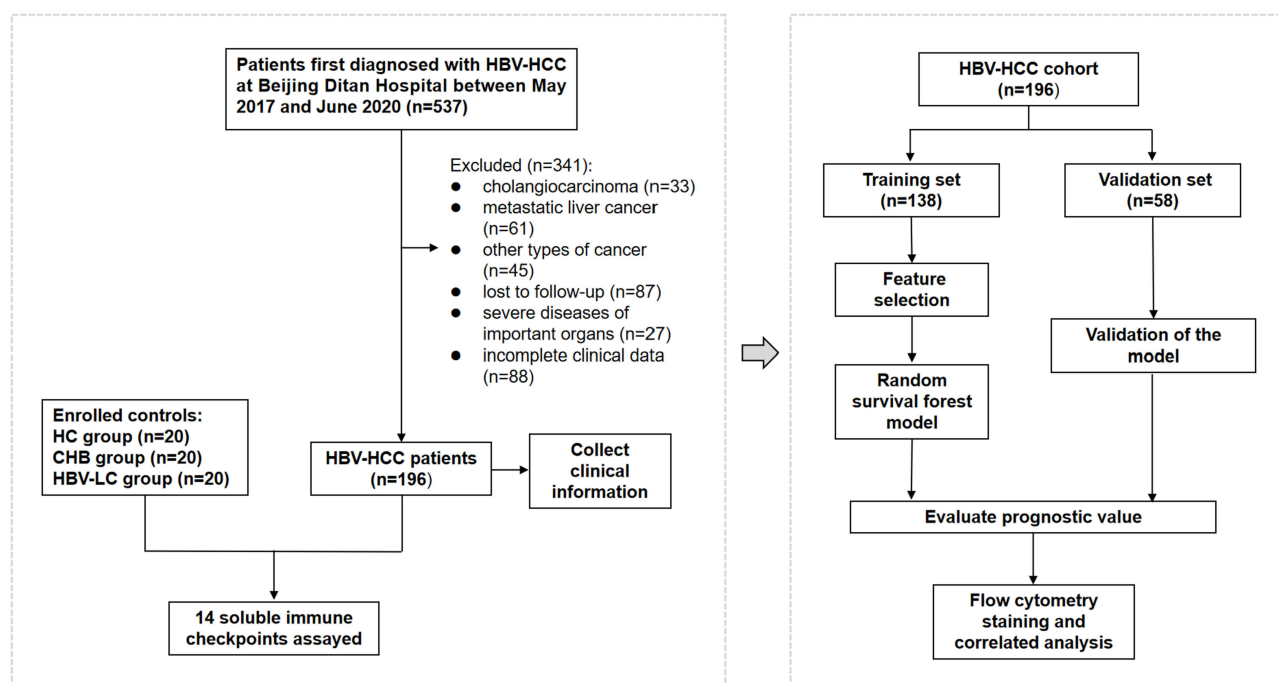 Patients first diagnosed with HBV-HCC
at Beijing Ditan Hospital between May
2017 and June 2020 (n=537)
Excluded (n=341):
● cholangiocarcinoma (n=33)
● metastatic liver cancer
(n=61)
● other types of cancer
(n=45)
● lost to follow-up (n=87)
● severe diseases of
important organs (n=27)
● incomplete clinical data
(n=88)
Enrolled controls:
HC group (n=20)
CHB group (n=20)
HBV-LC group (n=20)
HBV-HCC patients
(n=196)
Collect
clinical
information
14 soluble immune
checkpoints assayed
HBV-HCC cohort
(n=196)
Training set
(n=138)
Validation set
(n=58)
Feature
selection
Random
survival forest
model
Validation of the
model
Evaluate prognostic value
Flow cytometry
staining and
correlated analysis